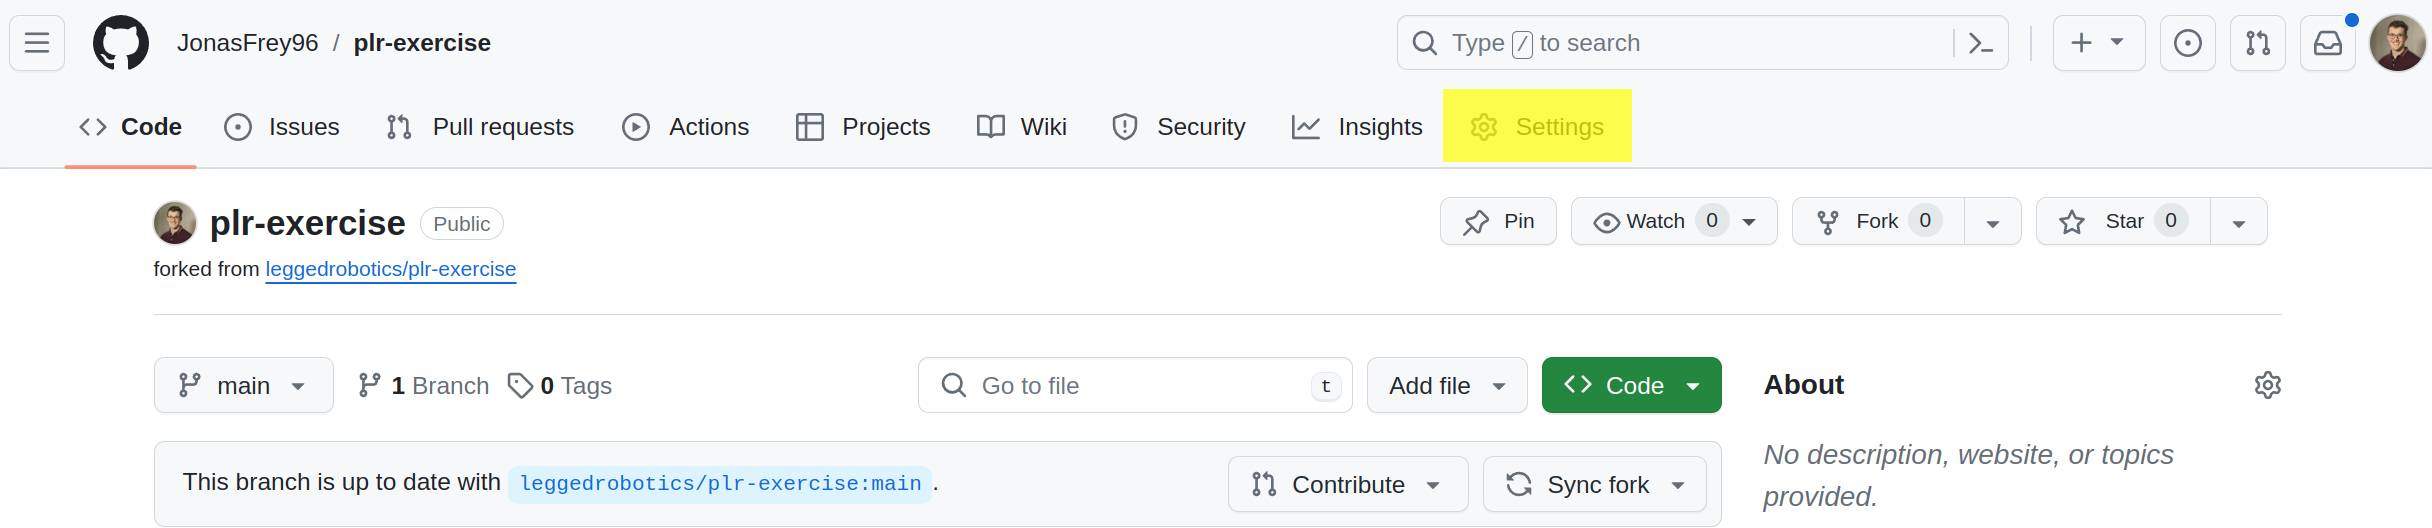 JonasFrey96 / plr-exercise
Type / to search
Code Issues Pull requests Actions Projects Wiki Security Insights Settings
plr-exercise Public
Pin Watch 0 Fork 0 Star 0
forked from leggedrobotics/plr-exercise
main 1 Branch 0 Tags
Go to file t Add file Code
About
This branch is up to date with leggedrobotics/plr-exercise:main.
Contribute Sync fork
No description, website, or topics
provided.